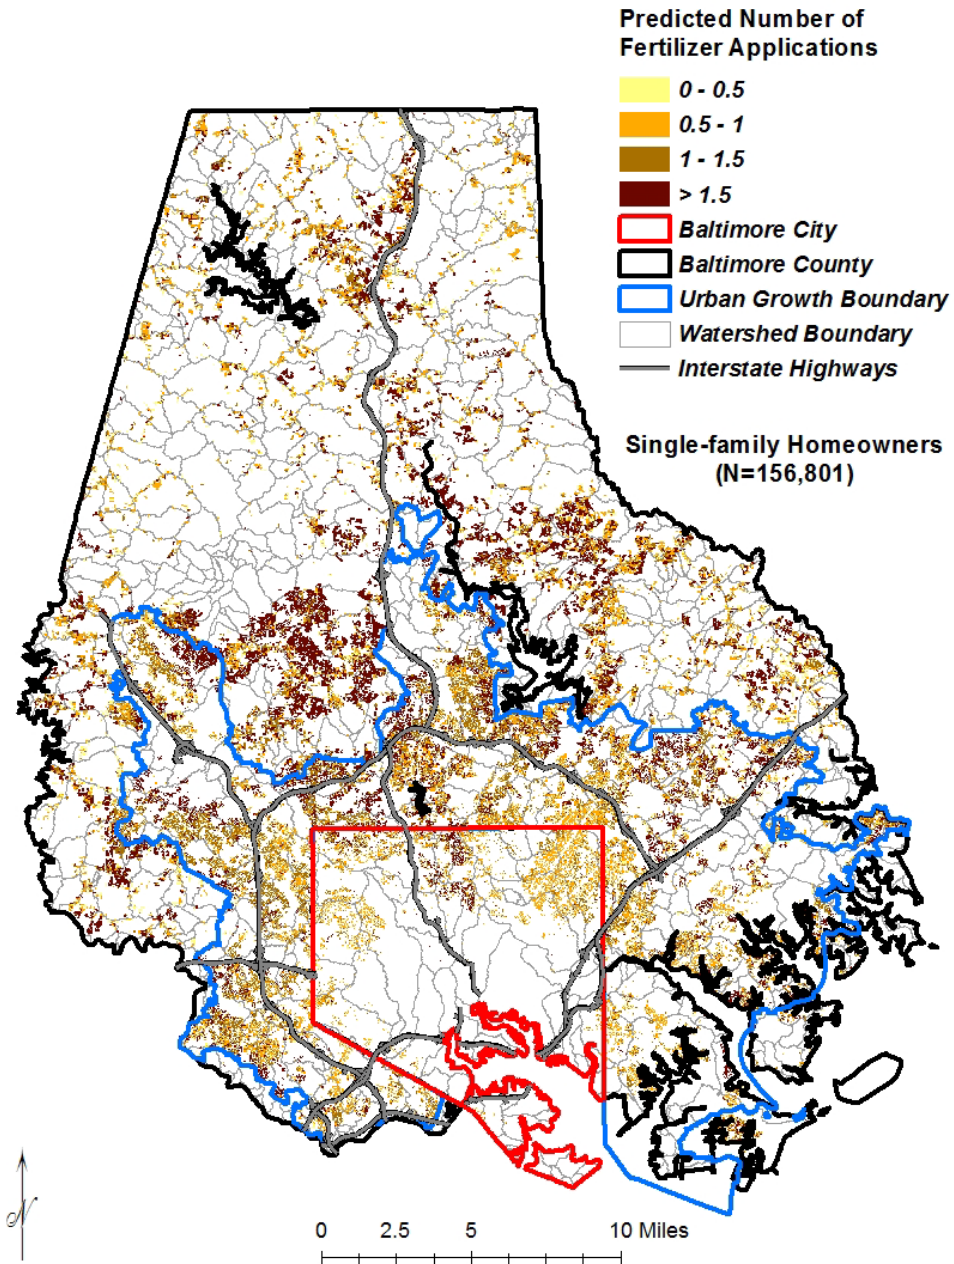 Predicted Number of
Fertilizer Applications
0 - 0.5
0.5 - 1
1 - 1.5
> 1.5
Baltimore City
Baltimore County
Urban Growth Boundary
Watershed Boundary
Interstate Highways
Single-family Homeowners
(N=156,801)
N
0 2.5 5 10 Miles